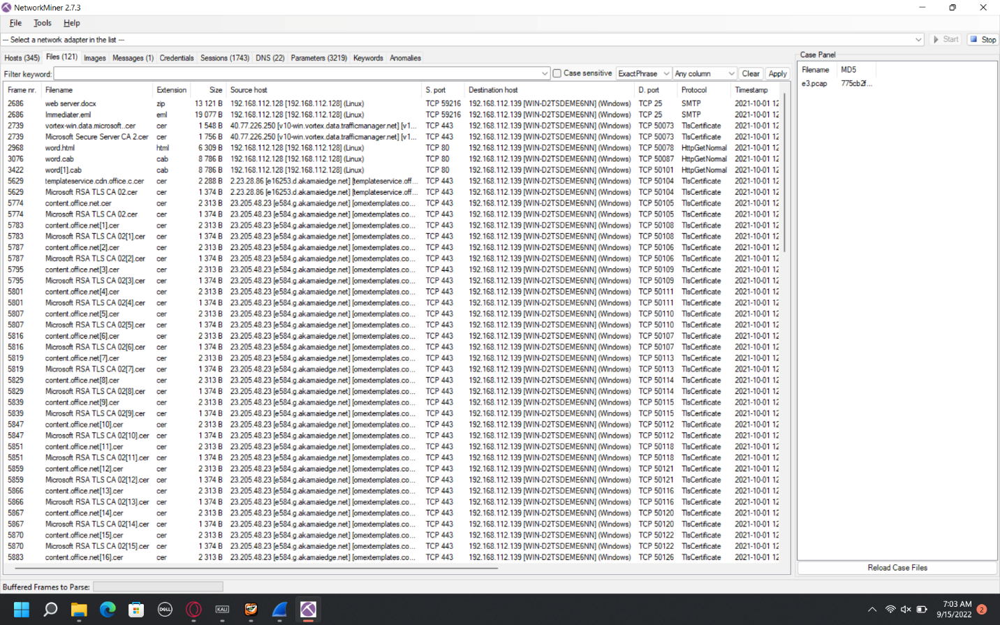 NetworkMiner 2.7.3
File Tools Help
--- Select a network adapter in the list ---
Start Stop
Hosts (345) Files (121) Images Messages (1) Credentials Sessions (1743) DNS (22) Parameters (3219) Keywords Anomalies
Case Panel
Filter keyword: Case sensitive ExactPhrase Any column Clear Apply
Filename MD5
e3.pcap 775cb2f...
Frame nr. Filename Extension Size Source host S. port Destination host D. port Protocol Timestamp
2686 web server.docx zip 13 121 B 192.168.112.128 [192.168.112.128] (Linux) TCP 59216 192.168.112.139 [WIN-D2TSDEME6NN] (Windows) TCP 25 SMTP 2021-10-01 12
2686 Immediater.eml eml 19 077 B 192.168.112.128 [192.168.112.128] (Linux) TCP 59216 192.168.112.139 [WIN-D2TSDEME6NN] (Windows) TCP 25 SMTP 2021-10-01 12
2739 vortex-win.data.microsoft..cer cer 1 548 B 40.77.226.250 [v10-win.vortex.data.trafficmanager.net] [v1... TCP 443 192.168.112.139 [WIN-D2TSDEME6NN] (Windows) TCP 50073 TlsCertificate 2021-10-01 12
2739 Microsoft Secure Server CA 2.cer cer 1 756 B 40.77.226.250 [v10-win.vortex.data.trafficmanager.net] [v1... TCP 443 192.168.112.139 [WIN-D2TSDEME6NN] (Windows) TCP 50073 TlsCertificate 2021-10-01 12
2968 word.html html 6 309 B 192.168.112.128 [192.168.112.128] (Linux) TCP 80 192.168.112.139 [WIN-D2TSDEME6NN] (Windows) TCP 50078 HttpGetNormal 2021-10-01 12
3076 word.cab cab 8 786 B 192.168.112.128 [192.168.112.128] (Linux) TCP 80 192.168.112.139 [WIN-D2TSDEME6NN] (Windows) TCP 50087 HttpGetNormal 2021-10-01 12
3422 word[1].cab cab 8 786 B 192.168.112.128 [192.168.112.128] (Linux) TCP 80 192.168.112.139 [WIN-D2TSDEME6NN] (Windows) TCP 50101 HttpGetNormal 2021-10-01 12
5629 templateservice.cdn.office.c.cer cer 2 288 B 2.23.28.86 [e16253.d.akamaiedge.net] [templateservice.off... TCP 443 192.168.112.139 [WIN-D2TSDEME6NN] (Windows) TCP 50104 TlsCertificate 2021-10-01 12
5629 Microsoft RSA TLS CA 02.cer cer 1 374 B 2.23.28.86 [e16253.d.akamaiedge.net] [templateservice.off... TCP 443 192.168.112.139 [WIN-D2TSDEME6NN] (Windows) TCP 50104 TlsCertificate 2021-10-01 12
5774 content.office.net.cer cer 2 313 B 23.205.48.23 [e584.g.akamaiedge.net] [omextemplates.co... TCP 443 192.168.112.139 [WIN-D2TSDEME6NN] (Windows) TCP 50105 TlsCertificate 2021-10-01 12
5774 Microsoft RSA TLS CA 02.cer cer 1 374 B 23.205.48.23 [e584.g.akamaiedge.net] [omextemplates.co... TCP 443 192.168.112.139 [WIN-D2TSDEME6NN] (Windows) TCP 50105 TlsCertificate 2021-10-01 12
5783 content.office.net[1].cer cer 2 313 B 23.205.48.23 [e584.g.akamaiedge.net] [omextemplates.co... TCP 443 192.168.112.139 [WIN-D2TSDEME6NN] (Windows) TCP 50108 TlsCertificate 2021-10-01 12
5783 Microsoft RSA TLS CA 02[1].cer cer 1 374 B 23.205.48.23 [e584.g.akamaiedge.net] [omextemplates.co... TCP 443 192.168.112.139 [WIN-D2TSDEME6NN] (Windows) TCP 50108 TlsCertificate 2021-10-01 12
5787 content.office.net[2].cer cer 2 313 B 23.205.48.23 [e584.g.akamaiedge.net] [omextemplates.co... TCP 443 192.168.112.139 [WIN-D2TSDEME6NN] (Windows) TCP 50106 TlsCertificate 2021-10-01 12
5787 Microsoft RSA TLS CA 02[2].cer cer 1 374 B 23.205.48.23 [e584.g.akamaiedge.net] [omextemplates.co... TCP 443 192.168.112.139 [WIN-D2TSDEME6NN] (Windows) TCP 50106 TlsCertificate 2021-10-01 12
5795 content.office.net[3].cer cer 2 313 B 23.205.48.23 [e584.g.akamaiedge.net] [omextemplates.co... TCP 443 192.168.112.139 [WIN-D2TSDEME6NN] (Windows) TCP 50109 TlsCertificate 2021-10-01 12
5795 Microsoft RSA TLS CA 02[3].cer cer 1 374 B 23.205.48.23 [e584.g.akamaiedge.net] [omextemplates.co... TCP 443 192.168.112.139 [WIN-D2TSDEME6NN] (Windows) TCP 50109 TlsCertificate 2021-10-01 12
5801 content.office.net[4].cer cer 2 313 B 23.205.48.23 [e584.g.akamaiedge.net] [omextemplates.co... TCP 443 192.168.112.139 [WIN-D2TSDEME6NN] (Windows) TCP 50111 TlsCertificate 2021-10-01 12
5801 Microsoft RSA TLS CA 02[4].cer cer 1 374 B 23.205.48.23 [e584.g.akamaiedge.net] [omextemplates.co... TCP 443 192.168.112.139 [WIN-D2TSDEME6NN] (Windows) TCP 50111 TlsCertificate 2021-10-01 12
5807 content.office.net[5].cer cer 2 313 B 23.205.48.23 [e584.g.akamaiedge.net] [omextemplates.co... TCP 443 192.168.112.139 [WIN-D2TSDEME6NN] (Windows) TCP 50110 TlsCertificate 2021-10-01 12
5807 Microsoft RSA TLS CA 02[5].cer cer 1 374 B 23.205.48.23 [e584.g.akamaiedge.net] [omextemplates.co... TCP 443 192.168.112.139 [WIN-D2TSDEME6NN] (Windows) TCP 50110 TlsCertificate 2021-10-01 12
5816 content.office.net[6].cer cer 2 313 B 23.205.48.23 [e584.g.akamaiedge.net] [omextemplates.co... TCP 443 192.168.112.139 [WIN-D2TSDEME6NN] (Windows) TCP 50107 TlsCertificate 2021-10-01 12
5816 Microsoft RSA TLS CA 02[6].cer cer 1 374 B 23.205.48.23 [e584.g.akamaiedge.net] [omextemplates.co... TCP 443 192.168.112.139 [WIN-D2TSDEME6NN] (Windows) TCP 50107 TlsCertificate 2021-10-01 12
5819 content.office.net[7].cer cer 2 313 B 23.205.48.23 [e584.g.akamaiedge.net] [omextemplates.co... TCP 443 192.168.112.139 [WIN-D2TSDEME6NN] (Windows) TCP 50113 TlsCertificate 2021-10-01 12
5819 Microsoft RSA TLS CA 02[7].cer cer 1 374 B 23.205.48.23 [e584.g.akamaiedge.net] [omextemplates.co... TCP 443 192.168.112.139 [WIN-D2TSDEME6NN] (Windows) TCP 50113 TlsCertificate 2021-10-01 12
5829 content.office.net[8].cer cer 2 313 B 23.205.48.23 [e584.g.akamaiedge.net] [omextemplates.co... TCP 443 192.168.112.139 [WIN-D2TSDEME6NN] (Windows) TCP 50114 TlsCertificate 2021-10-01 12
5829 Microsoft RSA TLS CA 02[8].cer cer 1 374 B 23.205.48.23 [e584.g.akamaiedge.net] [omextemplates.co... TCP 443 192.168.112.139 [WIN-D2TSDEME6NN] (Windows) TCP 50114 TlsCertificate 2021-10-01 12
5839 content.office.net[9].cer cer 2 313 B 23.205.48.23 [e584.g.akamaiedge.net] [omextemplates.co... TCP 443 192.168.112.139 [WIN-D2TSDEME6NN] (Windows) TCP 50115 TlsCertificate 2021-10-01 12
5839 Microsoft RSA TLS CA 02[9].cer cer 1 374 B 23.205.48.23 [e584.g.akamaiedge.net] [omextemplates.co... TCP 443 192.168.112.139 [WIN-D2TSDEME6NN] (Windows) TCP 50115 TlsCertificate 2021-10-01 12
5847 content.office.net[10].cer cer 2 313 B 23.205.48.23 [e584.g.akamaiedge.net] [omextemplates.co... TCP 443 192.168.112.139 [WIN-D2TSDEME6NN] (Windows) TCP 50112 TlsCertificate 2021-10-01 12
5847 Microsoft RSA TLS CA 02[10].cer cer 1 374 B 23.205.48.23 [e584.g.akamaiedge.net] [omextemplates.co... TCP 443 192.168.112.139 [WIN-D2TSDEME6NN] (Windows) TCP 50112 TlsCertificate 2021-10-01 12
5851 content.office.net[11].cer cer 2 313 B 23.205.48.23 [e584.g.akamaiedge.net] [omextemplates.co... TCP 443 192.168.112.139 [WIN-D2TSDEME6NN] (Windows) TCP 50118 TlsCertificate 2021-10-01 12
5851 Microsoft RSA TLS CA 02[11].cer cer 1 374 B 23.205.48.23 [e584.g.akamaiedge.net] [omextemplates.co... TCP 443 192.168.112.139 [WIN-D2TSDEME6NN] (Windows) TCP 50118 TlsCertificate 2021-10-01 12
5859 content.office.net[12].cer cer 2 313 B 23.205.48.23 [e584.g.akamaiedge.net] [omextemplates.co... TCP 443 192.168.112.139 [WIN-D2TSDEME6NN] (Windows) TCP 50121 TlsCertificate 2021-10-01 12
5859 Microsoft RSA TLS CA 02[12].cer cer 1 374 B 23.205.48.23 [e584.g.akamaiedge.net] [omextemplates.co... TCP 443 192.168.112.139 [WIN-D2TSDEME6NN] (Windows) TCP 50121 TlsCertificate 2021-10-01 12
5866 content.office.net[13].cer cer 2 313 B 23.205.48.23 [e584.g.akamaiedge.net] [omextemplates.co... TCP 443 192.168.112.139 [WIN-D2TSDEME6NN] (Windows) TCP 50116 TlsCertificate 2021-10-01 12
5866 Microsoft RSA TLS CA 02[13].cer cer 1 374 B 23.205.48.23 [e584.g.akamaiedge.net] [omextemplates.co... TCP 443 192.168.112.139 [WIN-D2TSDEME6NN] (Windows) TCP 50116 TlsCertificate 2021-10-01 12
5867 content.office.net[14].cer cer 2 313 B 23.205.48.23 [e584.g.akamaiedge.net] [omextemplates.co... TCP 443 192.168.112.139 [WIN-D2TSDEME6NN] (Windows) TCP 50120 TlsCertificate 2021-10-01 12
5867 Microsoft RSA TLS CA 02[14].cer cer 1 374 B 23.205.48.23 [e584.g.akamaiedge.net] [omextemplates.co... TCP 443 192.168.112.139 [WIN-D2TSDEME6NN] (Windows) TCP 50120 TlsCertificate 2021-10-01 12
5870 content.office.net[15].cer cer 2 313 B 23.205.48.23 [e584.g.akamaiedge.net] [omextemplates.co... TCP 443 192.168.112.139 [WIN-D2TSDEME6NN] (Windows) TCP 50122 TlsCertificate 2021-10-01 12
5870 Microsoft RSA TLS CA 02[15].cer cer 1 374 B 23.205.48.23 [e584.g.akamaiedge.net] [omextemplates.co... TCP 443 192.168.112.139 [WIN-D2TSDEME6NN] (Windows) TCP 50122 TlsCertificate 2021-10-01 12
5883 content.office.net[16].cer cer 2 313 B 23.205.48.23 [e584.g.akamaiedge.net] [omextemplates.co... TCP 443 192.168.112.139 [WIN-D2TSDEME6NN] (Windows) TCP 50126 TlsCertificate 2021-10-01 12
Reload Case Files
Buffered Frames to Parse:
DELL
KALI
7:03 AM
9/15/2022
2